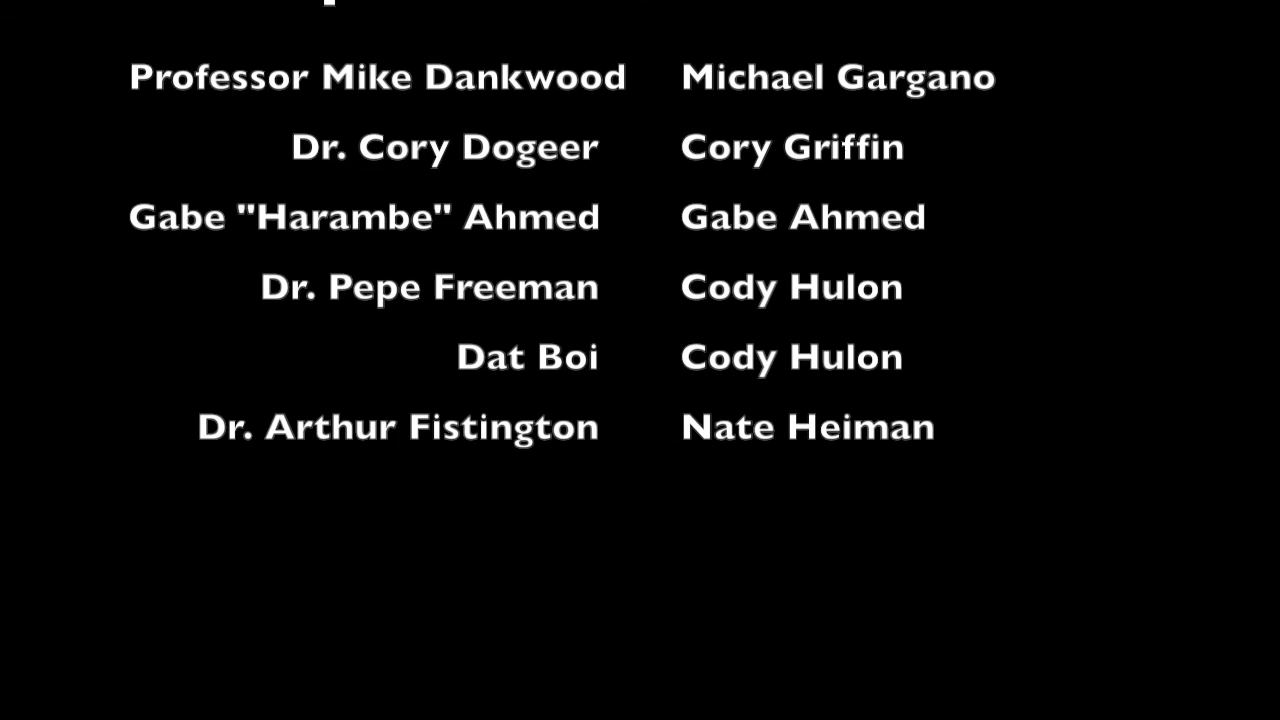 Professor Mike Dankwood Michael Gargano
Dr. Cory Dogeer Cory Griffin
Gabe "Harambe" Ahmed Gabe Ahmed
Dr. Pepe Freeman Cody Hulon
Dat Boi Cody Hulon
Dr. Arthur Fistington Nate Heiman